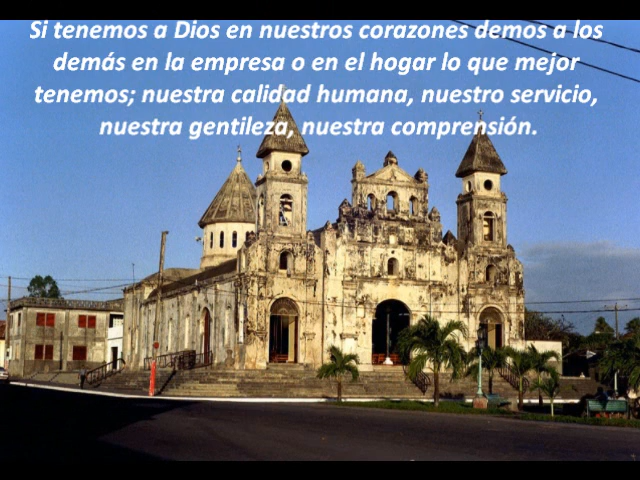 Si tenemos a Dios en nuestros corazones demos a los
demás en la empresa o en el hogar lo que mejor
tenemos; nuestra calidad humana, nuestro servicio,
nuestra gentileza, nuestra comprensión.